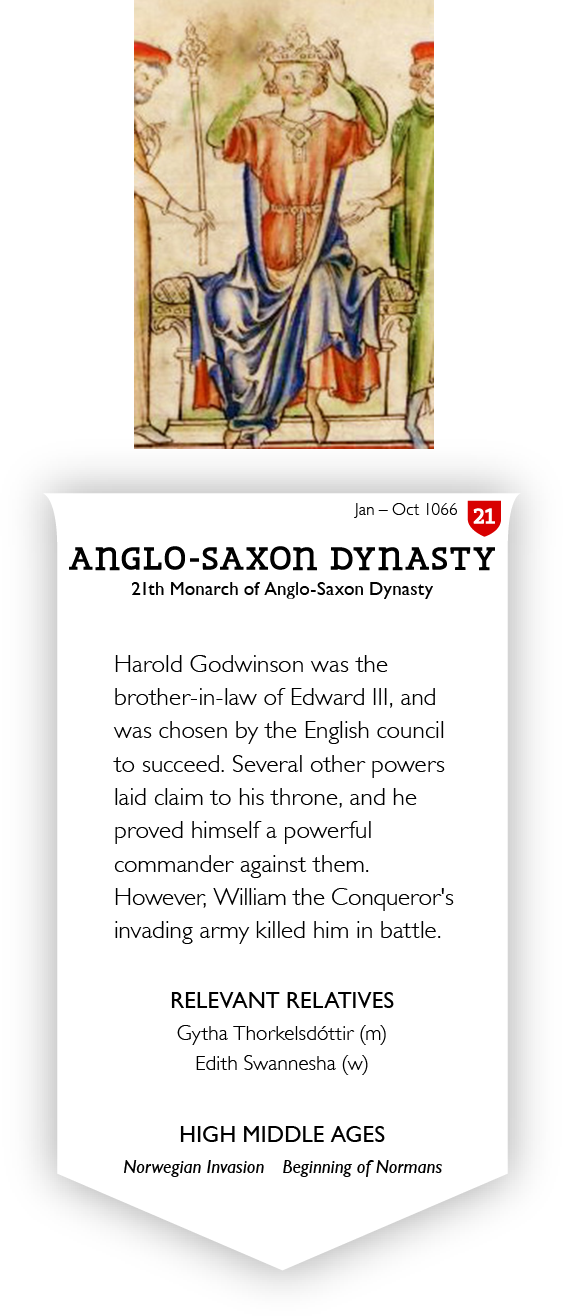 Jan – Oct 1066 21
ANGLO-SAXON DYNASTY
21th Monarch of Anglo-Saxon Dynasty
Harold Godwinson was the
brother-in-law of Edward III, and
was chosen by the English council
to succeed. Several other powers
laid claim to his throne, and he
proved himself a powerful
commander against them.
However, William the Conqueror's
invading army killed him in battle.
RELEVANT RELATIVES
Gytha Thorkelsdóttir (m)
Edith Swannesha (w)
HIGH MIDDLE AGES
Norwegian Invasion Beginning of Normans